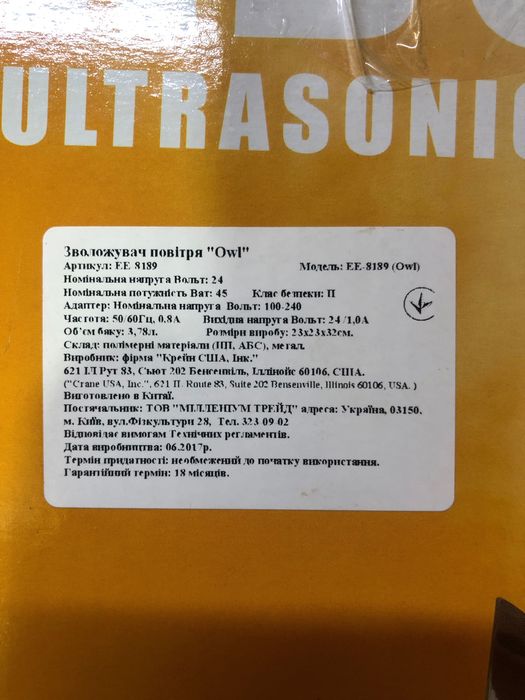 ULTRASONIC
Зволожувач повітря "Owl"
Артикул: EE 8189 Модель: EE-8189 (Owl)
Номінальна напруга Вольт: 24
Номінальна потужність Ват: 45 Клас безпеки: П
Адаптер: Номінальна напруга Вольт: 100-240
Частота: 50/60Гц, 0,8А Вихідна напруга Вольт: 24 /1,0А
Об'єм баку: 3,78л. Розміри виробу: 23х23х32см.
Склад: полімерні матеріали (ПП, АБС), метал.
Виробник: фірма "Крейн США, Інк."
621 ІЛ Рут 83, Сьют 202 Бенсенвіль, Іллінойс 60106, США.
("Crane USA, Inc.", 621 Il. Route 83, Suite 202 Bensenville, Illinois 60106, USA. )
Виготовлено в Китаї.
Постачальник: ТОВ "МІЛЛЕНІУМ ТРЕЙД" адреса: Україна, 03150,
м. Київ, вул.Фізкультури 28, Тел. 323 09 02
Відповідає вимогам Технічних регламентів.
Дата виробництва: 06.2017р.
Термін придатності: необмежений до початку використання.
Гарантійний термін: 18 місяців.